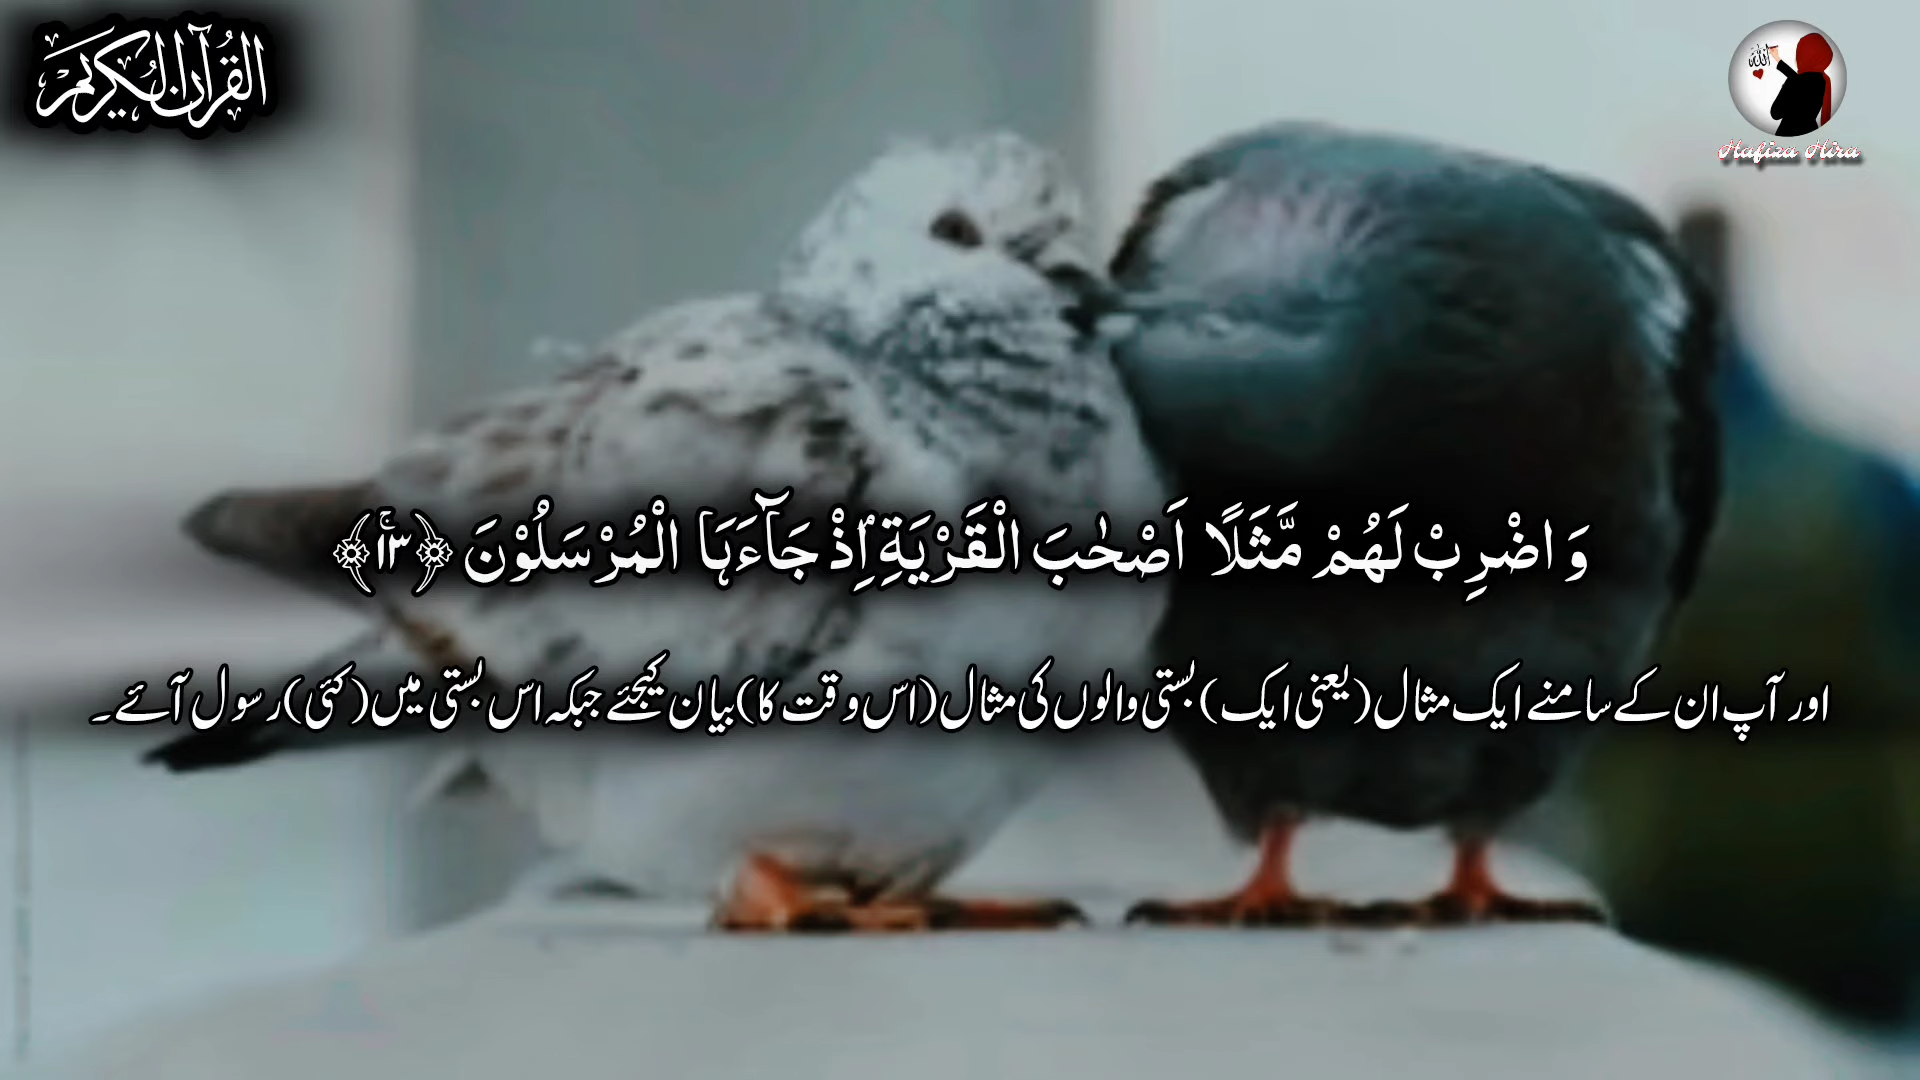 القرآن الكريم
Hafiza Hira
وَ اضْرِبْ لَهُمْ مَّثَلًا اَصْحٰبَ الْقَرْيَةِ ۘ اِذْ جَآءَہَا الْمُرْسَلُوْنَ ﴿ۚ۱۳﴾
اور آپ ان کے سامنے ایک مثال (یعنی ایک) بستی والوں کی مثال (اس وقت کا) بیان کیجئے جبکہ اس بستی میں (کئی) رسول آئے۔